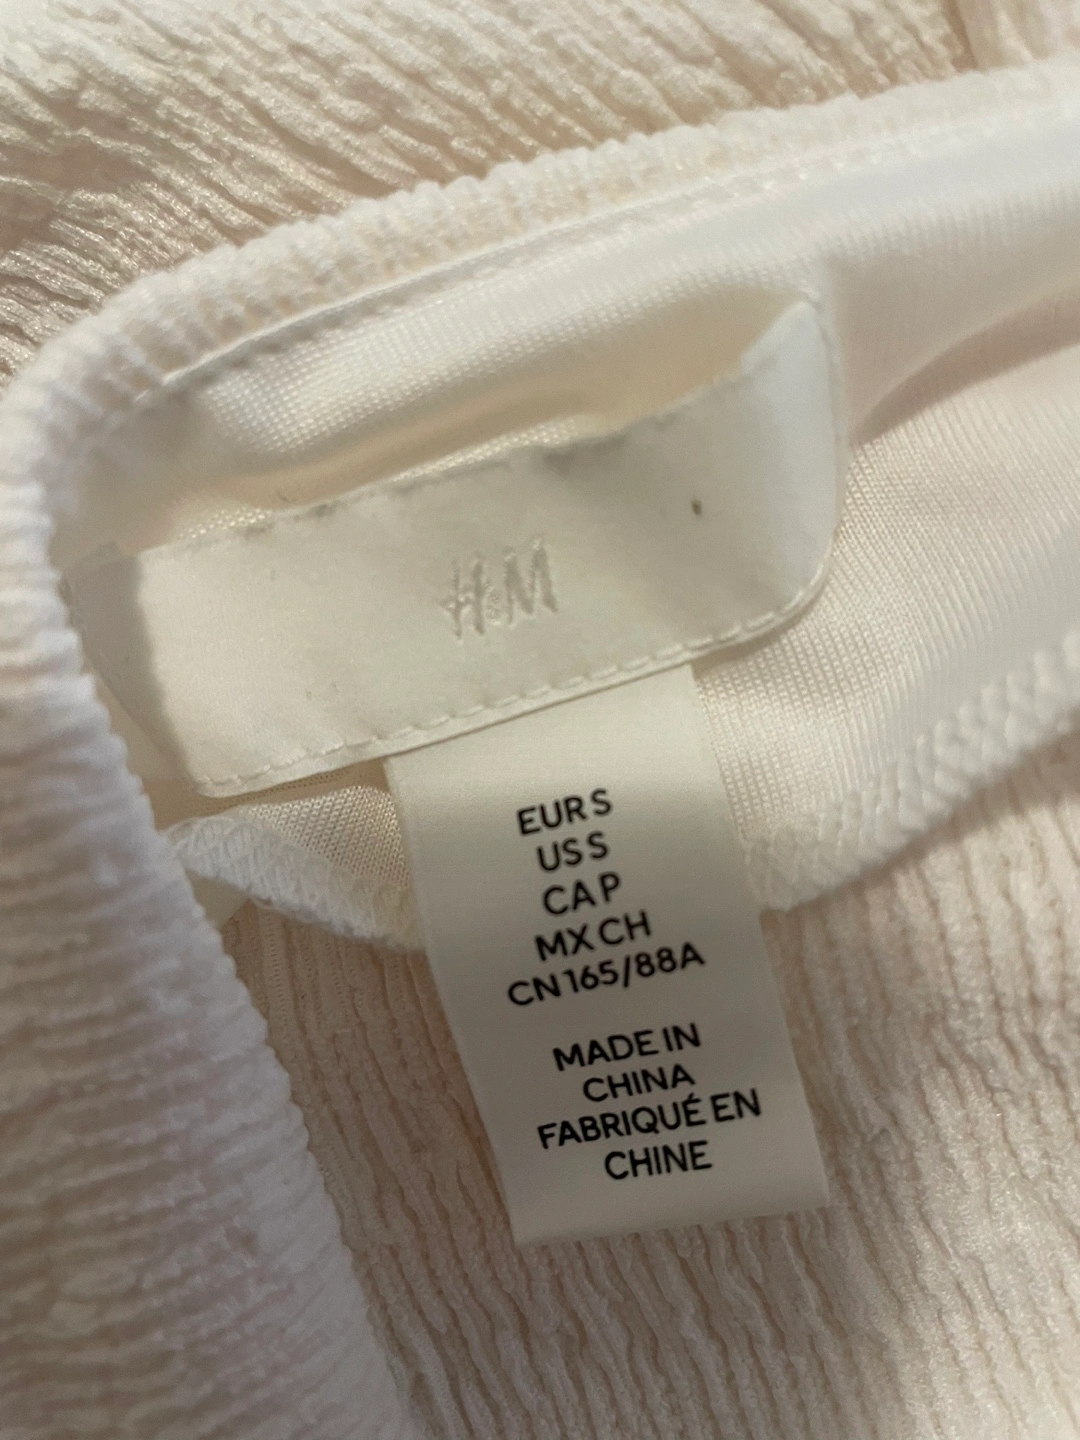 H&M
EUR S
US S
CA P
MX CH
CN 165/88A
MADE IN
CHINA
FABRIQUÉ EN
CHINE